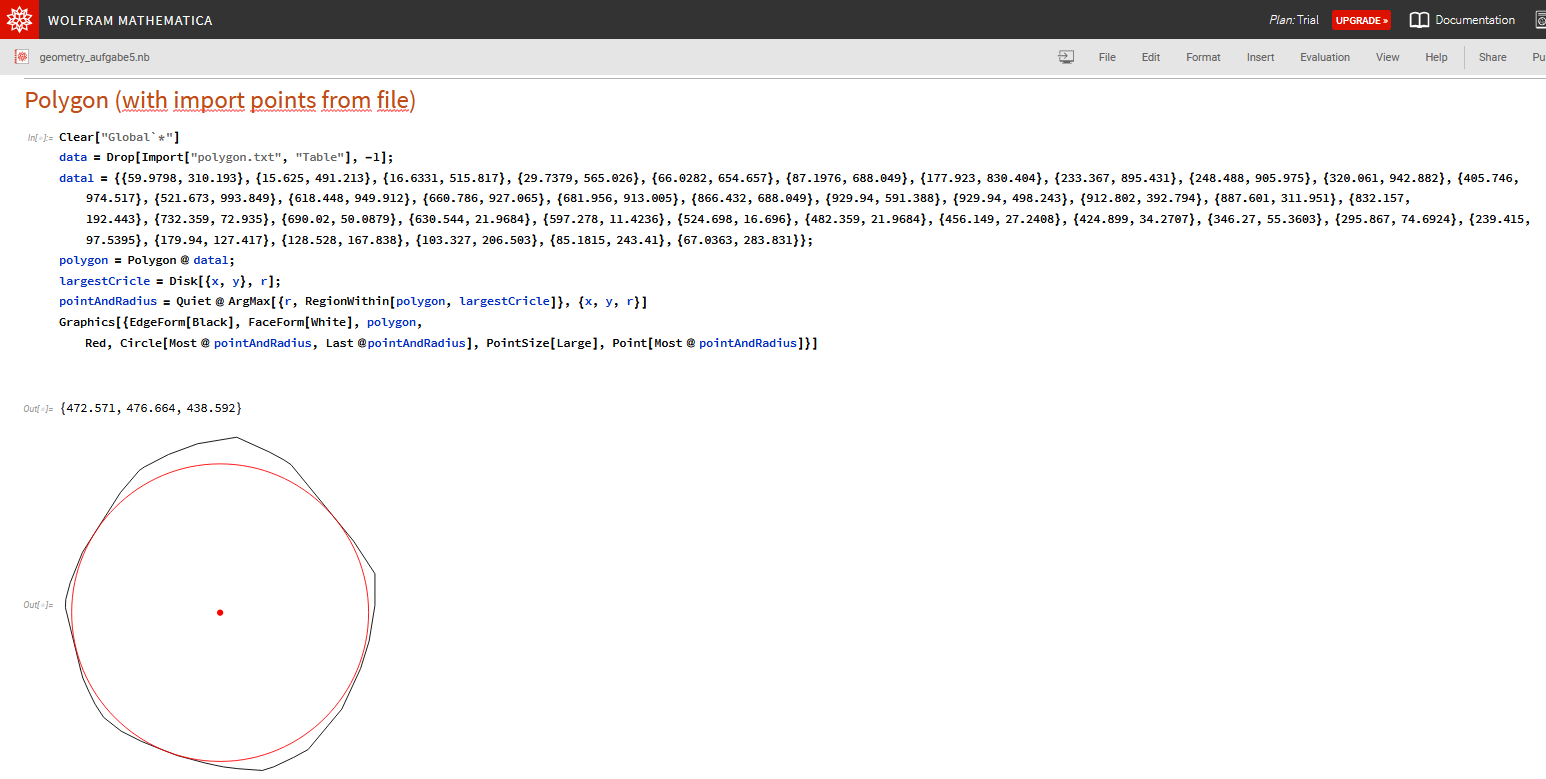 WOLFRAM MATHEMATICA
Plan: Trial UPGRADE » Documentation
geometry_aufgabe5.nb File Edit Format Insert Evaluation View Help Share Pu
Polygon (with import points from file)
In[◦]:= Clear["Global`*"]
data = Drop[Import["polygon.txt", "Table"], -1];
data1 = {{59.9798, 310.193}, {15.625, 491.213}, {16.6331, 515.817}, {29.7379, 565.026}, {66.0282, 654.657}, {87.1976, 688.049}, {177.923, 830.404}, {233.367, 895.431}, {248.488, 905.975}, {320.061, 942.882}, {405.746,
974.517}, {521.673, 993.849}, {618.448, 949.912}, {660.786, 927.065}, {681.956, 913.005}, {866.432, 688.049}, {929.94, 591.388}, {929.94, 498.243}, {912.802, 392.794}, {887.601, 311.951}, {832.157,
192.443}, {732.359, 72.935}, {690.02, 50.0879}, {630.544, 21.9684}, {597.278, 11.4236}, {524.698, 16.696}, {482.359, 21.9684}, {456.149, 27.2408}, {424.899, 34.2707}, {346.27, 55.3603}, {295.867, 74.6924}, {239.415,
97.5395}, {179.94, 127.417}, {128.528, 167.838}, {103.327, 206.503}, {85.1815, 243.41}, {67.0363, 283.831}};
polygon = Polygon@data1;
largestCricle = Disk[{x, y}, r];
pointAndRadius = Quiet@ArgMax[{r, RegionWithin[polygon, largestCricle]}, {x, y, r}]
Graphics[{EdgeForm[Black], FaceForm[White], polygon,
Red, Circle[Most@pointAndRadius, Last@pointAndRadius], PointSize[Large], Point[Most@pointAndRadius]}]
Out[◦]= {472.571, 476.664, 438.592}
Out[◦]=